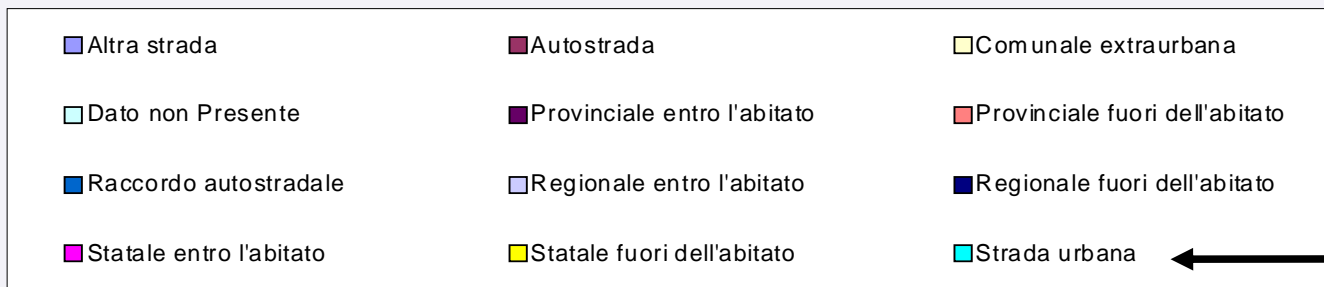 Altra strada
Autostrada
Comunale extraurbana
Dato non Presente
Provinciale entro l'abitato
Provinciale fuori dell'abitato
Raccordo autostradale
Regionale entro l'abitato
Regionale fuori dell'abitato
Statale entro l'abitato
Statale fuori dell'abitato
Strada urbana